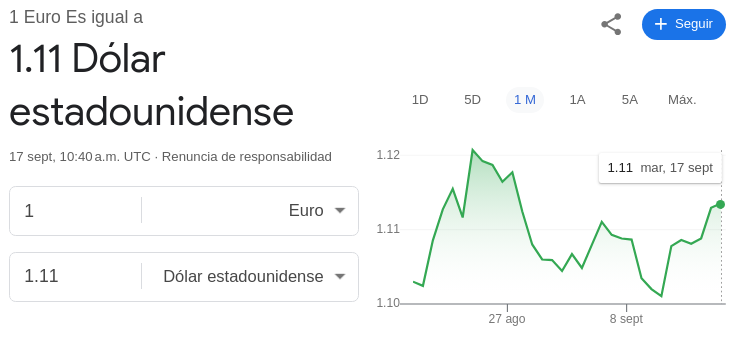 1 Euro Es igual a
1.11 Dólar
estadounidense
17 sept, 10:40 a.m. UTC · Renuncia de responsabilidad
1 Euro
1.11 Dólar estadounidense
Seguir
1D 5D 1 M 1A 5A Máx.
1.12
1.11 mar, 17 sept
1.11
1.10
27 ago 8 sept